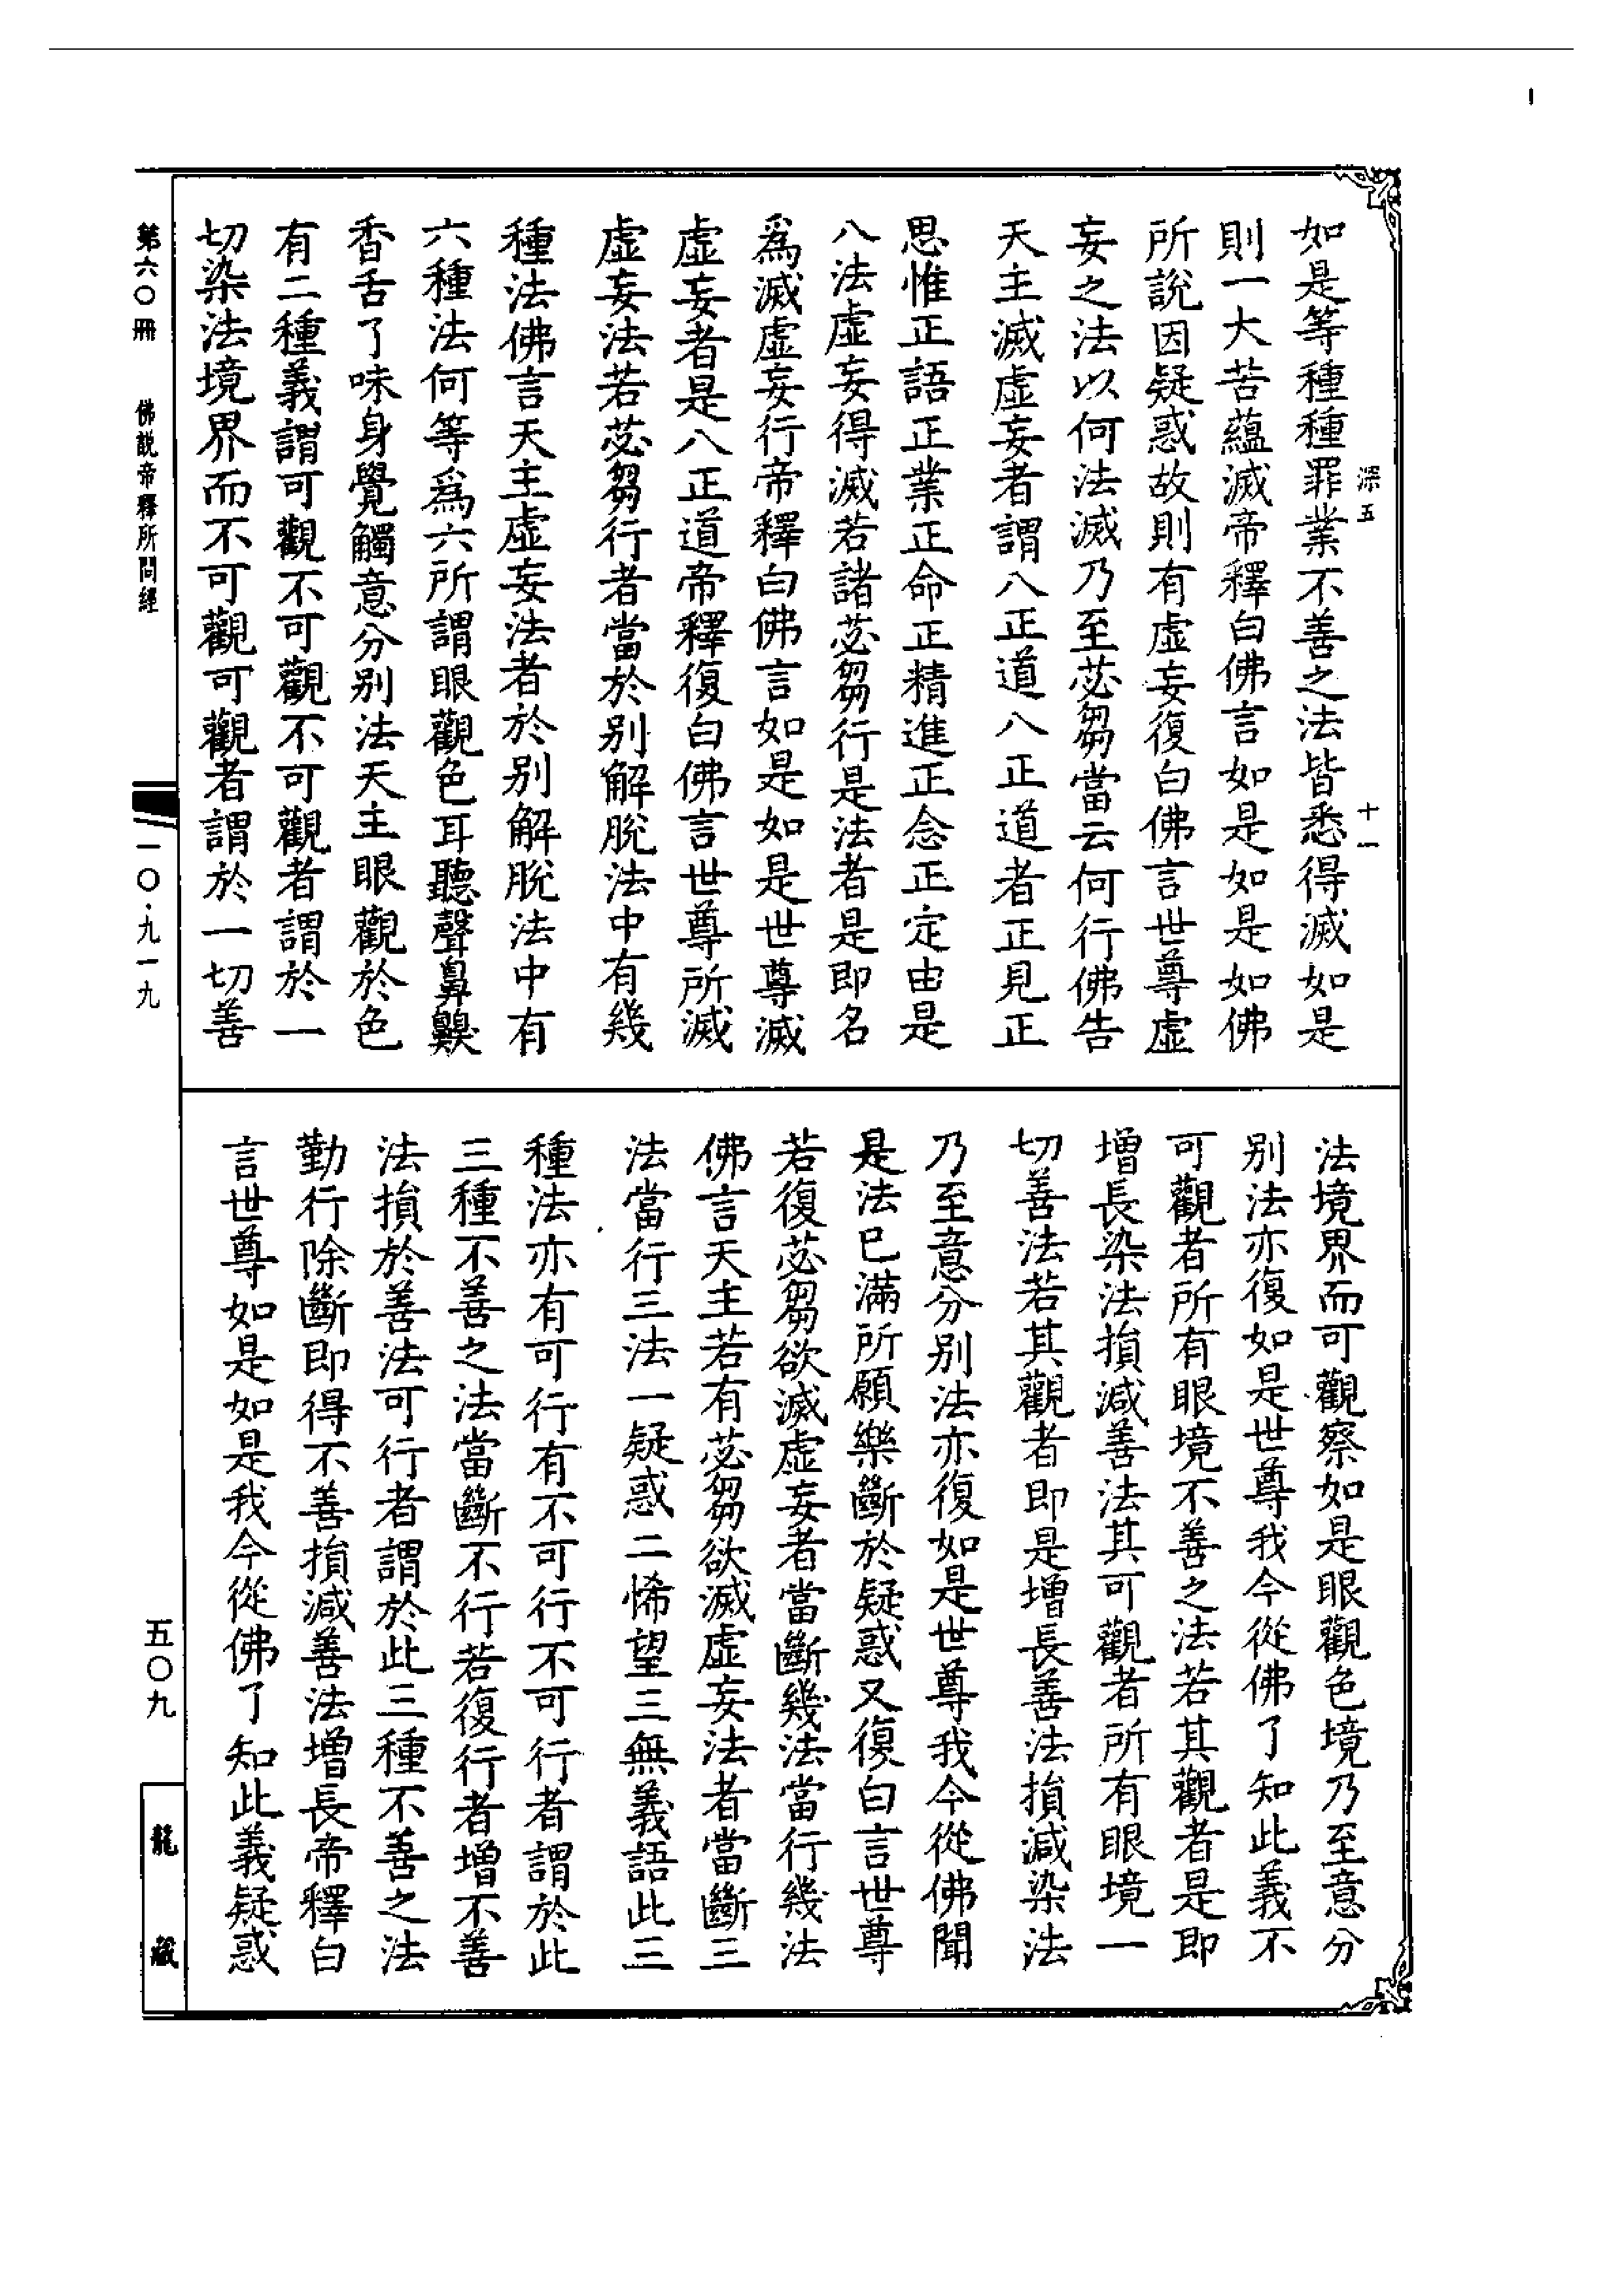 深五
十一
如是等種種罪業不善之法皆悉得滅如是
則一大苦蘊滅帝釋白佛言如是如是如佛
所說因疑惑故則有虛妄復白佛言世尊虛
妄之法以何法滅乃至苾芻當云何行佛告
天主滅虛妄者謂八正道八正道者正見正
思惟正語正業正命正精進正念正定由是
八法虛妄得滅若諸苾芻行是法者是即名
爲滅虛妄行帝釋白佛言如是如是世尊滅
虛妄者是八正道帝釋復白佛言世尊所滅
虛妄法若苾芻行者當於別解脫法中有幾
種法佛言天主虛妄法者於別解脫法中有
六種法何等爲六所謂眼觀色耳聽聲鼻齅
香舌了味身覺觸意分別法天主眼觀於色
有二種義謂可觀不可觀不可觀者謂於一
切染法境界而不可觀可觀者謂於一切善
法境界而可觀察如是眼觀色境乃至意分
別法亦復如是世尊我今從佛了知此義不
可觀者所有眼境不善之法若其觀者是即
增長染法損減善法其可觀者所有眼境一
切善法若其觀者即是增長善法損減染法
乃至意分別法亦復如是世尊我今從佛聞
是法已滿所願樂斷於疑惑又復白言世尊
若復苾芻欲滅虛妄者當斷幾法當行幾法
佛言天主若有苾芻欲滅虛妄法者當斷三
法當行三法一疑惑二悕望三無義語此三
種法亦有可行有不可行不可行者謂於此
三種不善之法當斷不行若復行者增不善
法損於善法可行者謂於此三種不善之法
勤行除斷即得不善損減善法增長帝釋白
言世尊如是如是我今從佛了知此義疑惑
第六〇冊
佛說帝釋所問經
一〇·九一九
五〇九
龍藏